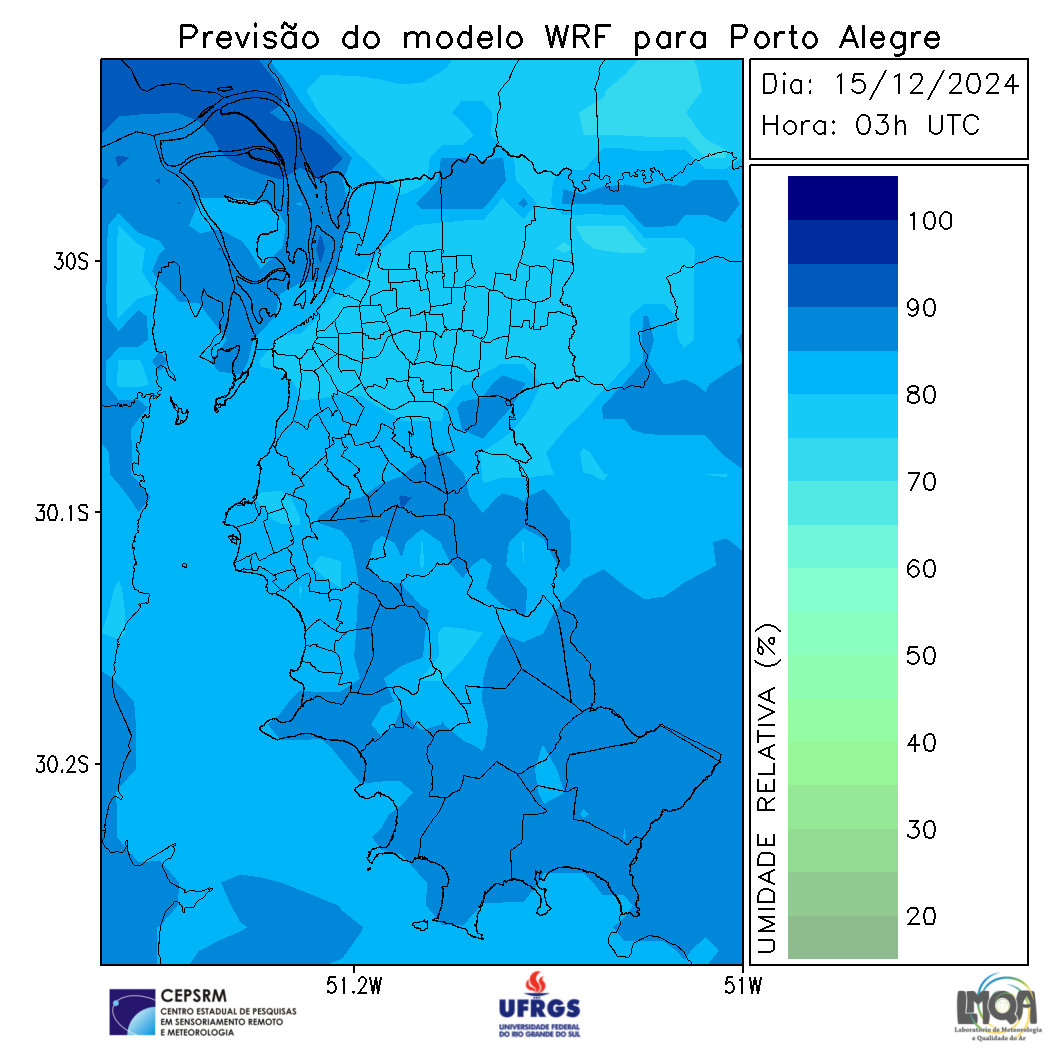 Previsão do modelo WRF para Porto Alegre
Dia: 15/12/2024
Hora: 03h UTC
30S
30.1S
30.2S
51.2W
51W
100
90
80
70
60
50
40
30
20
UMIDADE RELATIVA (%)
CEPSRM
CENTRO ESTADUAL DE PESQUISAS
EM SENSORIAMENTO REMOTO
E METEOROLOGIA
UFRGS
UNIVERSIDADE FEDERAL
DO RIO GRANDE DO SUL
LMQA
Laboratório de Meteorologia
e Qualidade do Ar